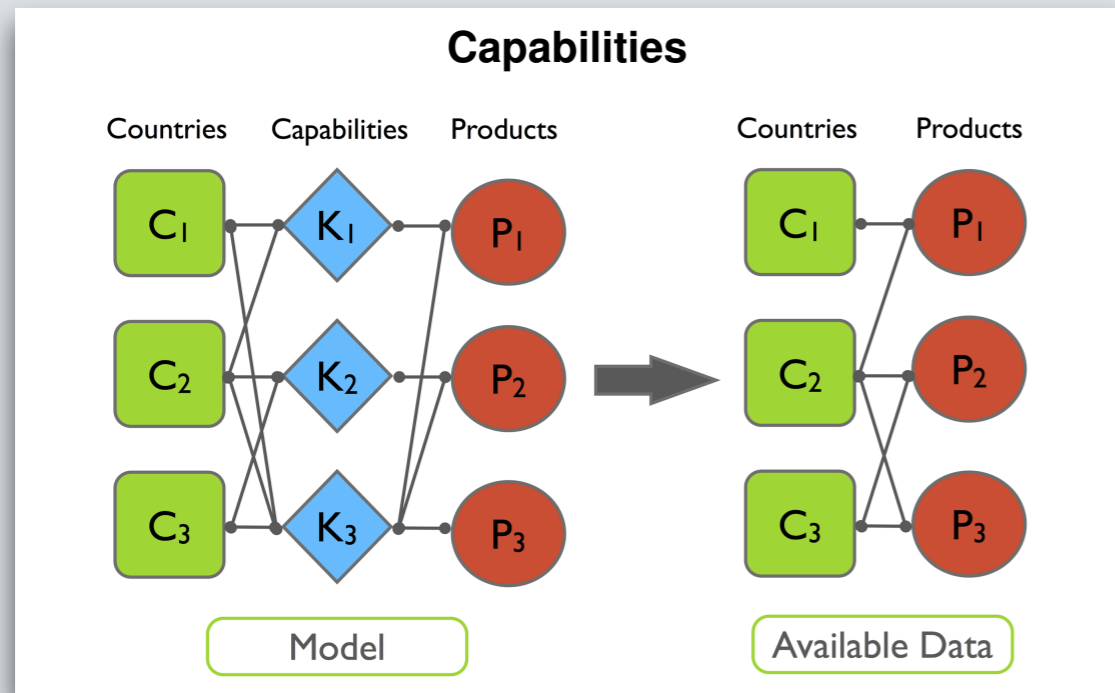 Capabilities
Countries Capabilities Products Countries Products
C₁ K₁ P₁ C₁ P₁
C₂ K₂ P₂ C₂ P₂
C₃ K₃ P₃ C₃ P₃
Model Available Data